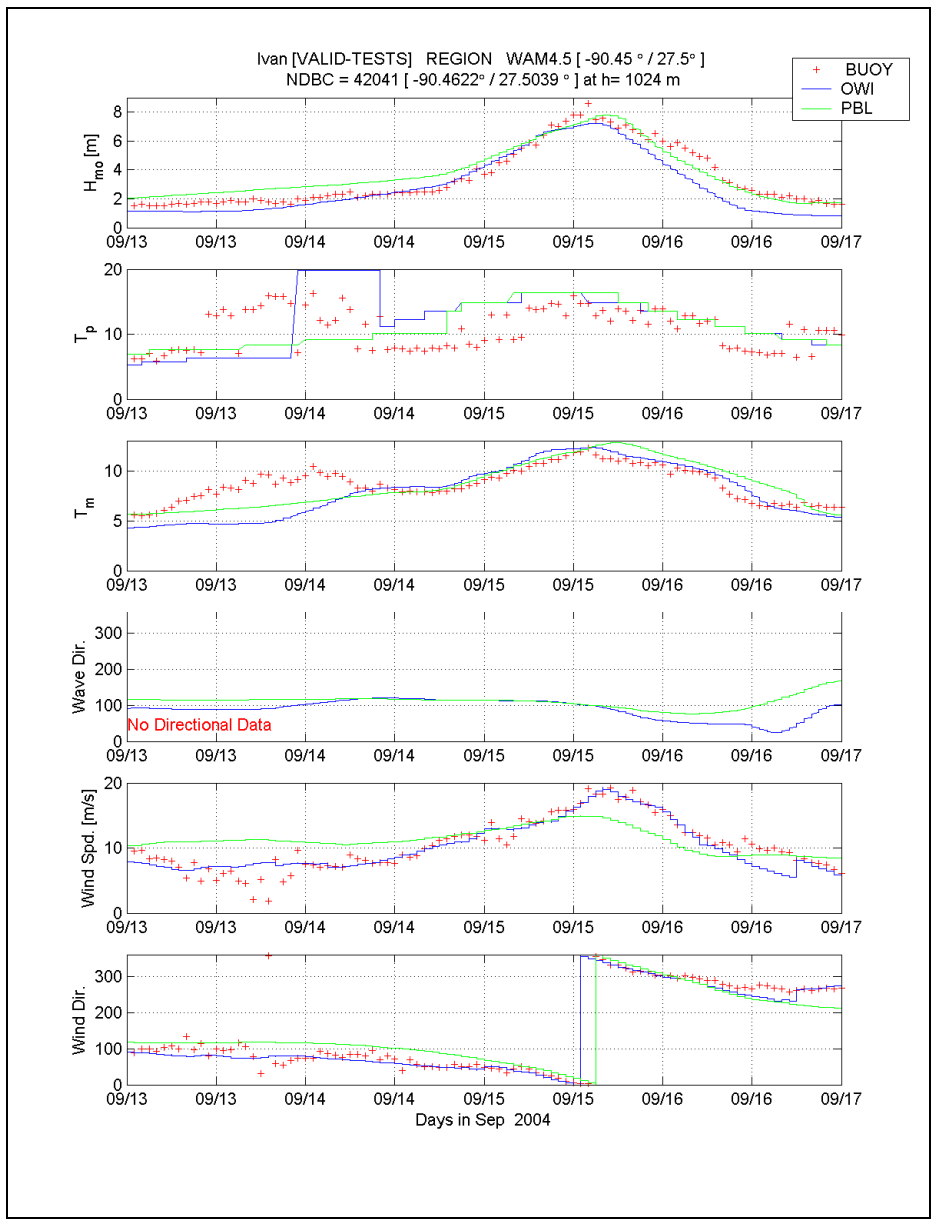 Ivan [VALID-TESTS] REGION WAM4.5 [ -90.45 ° / 27.5° ]
NDBC = 42041 [ -90.4622° / 27.5039 ° ] at h= 1024 m
BUOY
OWI
PBL
8
6
4
2
0
Hmo [m]
09/13 09/13 09/14 09/14 09/15 09/15 09/16 09/16 09/17
20
10
0
Tp
09/13 09/13 09/14 09/14 09/15 09/15 09/16 09/16 09/17
10
5
0
Tm
09/13 09/13 09/14 09/14 09/15 09/15 09/16 09/16 09/17
300
200
100
0
Wave Dir.
No Directional Data
09/13 09/13 09/14 09/14 09/15 09/15 09/16 09/16 09/17
20
10
0
Wind Spd. [m/s]
09/13 09/13 09/14 09/14 09/15 09/15 09/16 09/16 09/17
300
200
100
0
Wind Dir.
09/13 09/13 09/14 09/14 09/15 09/15 09/16 09/16 09/17
Days in Sep 2004